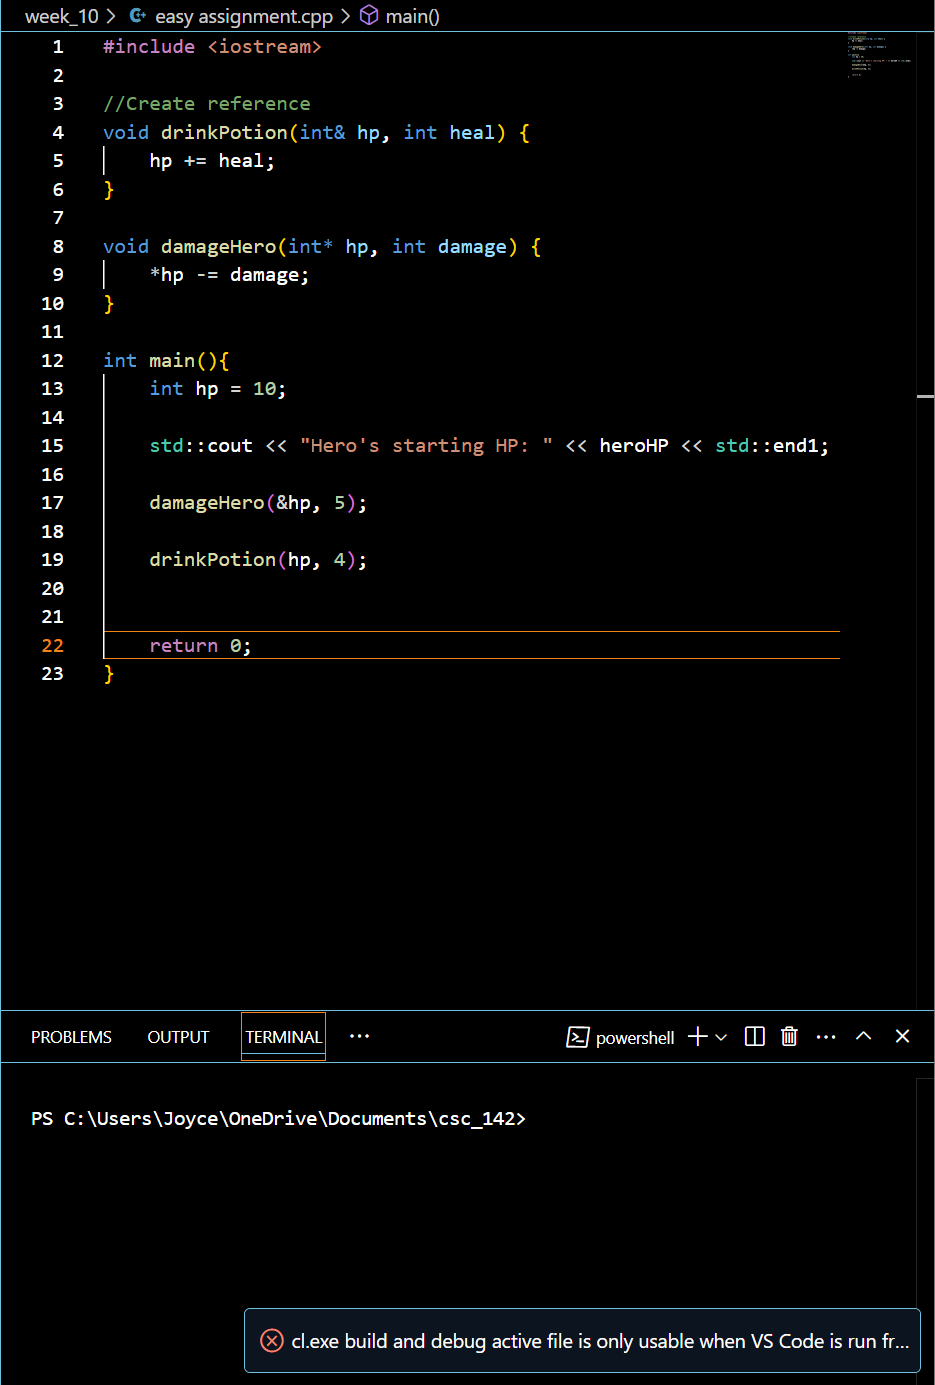 week_10 > easy assignment.cpp > main()
1 #include <iostream>
2
3 //Create reference
4 void drinkPotion(int& hp, int heal) {
5     hp += heal;
6 }
7
8 void damageHero(int* hp, int damage) {
9     *hp -= damage;
10 }
11
12 int main(){
13     int hp = 10;
14
15     std::cout << "Hero's starting HP: " << heroHP << std::end1;
16
17     damageHero(&hp, 5);
18
19     drinkPotion(hp, 4);
20
21
22     return 0;
23 }
PROBLEMS OUTPUT TERMINAL ... powershell
PS C:\Users\Joyce\OneDrive\Documents\csc_142>
cl.exe build and debug active file is only usable when VS Code is run fr...